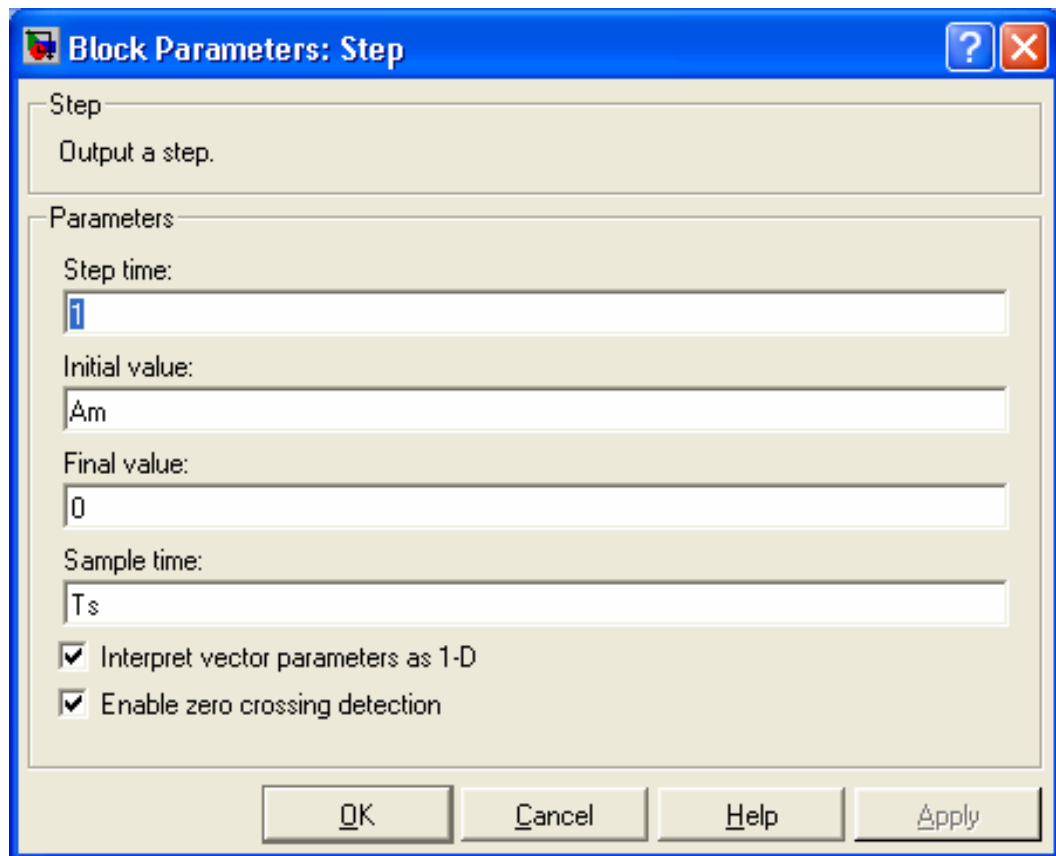 Block Parameters: Step
?
Step
Output a step.
Parameters
Step time:
1
Initial value:
Am
Final value:
0
Sample time:
Ts
Interpret vector parameters as 1-D
Enable zero crossing detection
OK Cancel Help Apply